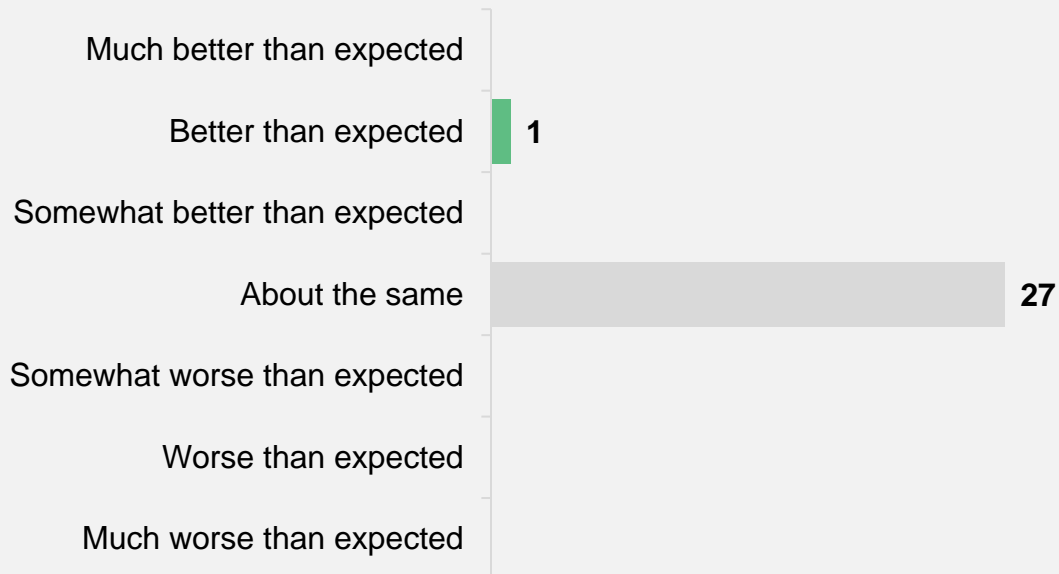 Much better than expected
Better than expected 1
Somewhat better than expected
About the same 27
Somewhat worse than expected
Worse than expected
Much worse than expected